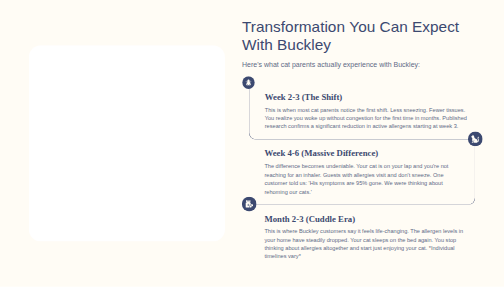 Transformation You Can Expect
With Buckley
Here's what cat parents actually experience with Buckley:
Week 2-3 (The Shift)
This is when most cat parents notice the first shift. Less sneezing. Fewer tissues.
You realize you woke up without congestion for the first time in months. Published
research confirms a significant reduction in active allergens starting at week 3.
Week 4-6 (Massive Difference)
The difference becomes undeniable. Your cat is on your lap and you're not
reaching for an inhaler. Guests with allergies visit and don't sneeze. One
customer told us: 'His symptoms are 95% gone. We were thinking about
rehoming our cats.'
Month 2-3 (Cuddle Era)
This is where Buckley customers say it feels life-changing. The allergen levels in
your home have steadily dropped. Your cat sleeps on the bed again. You stop
thinking about allergies altogether and start just enjoying your cat. *Individual
timelines vary*